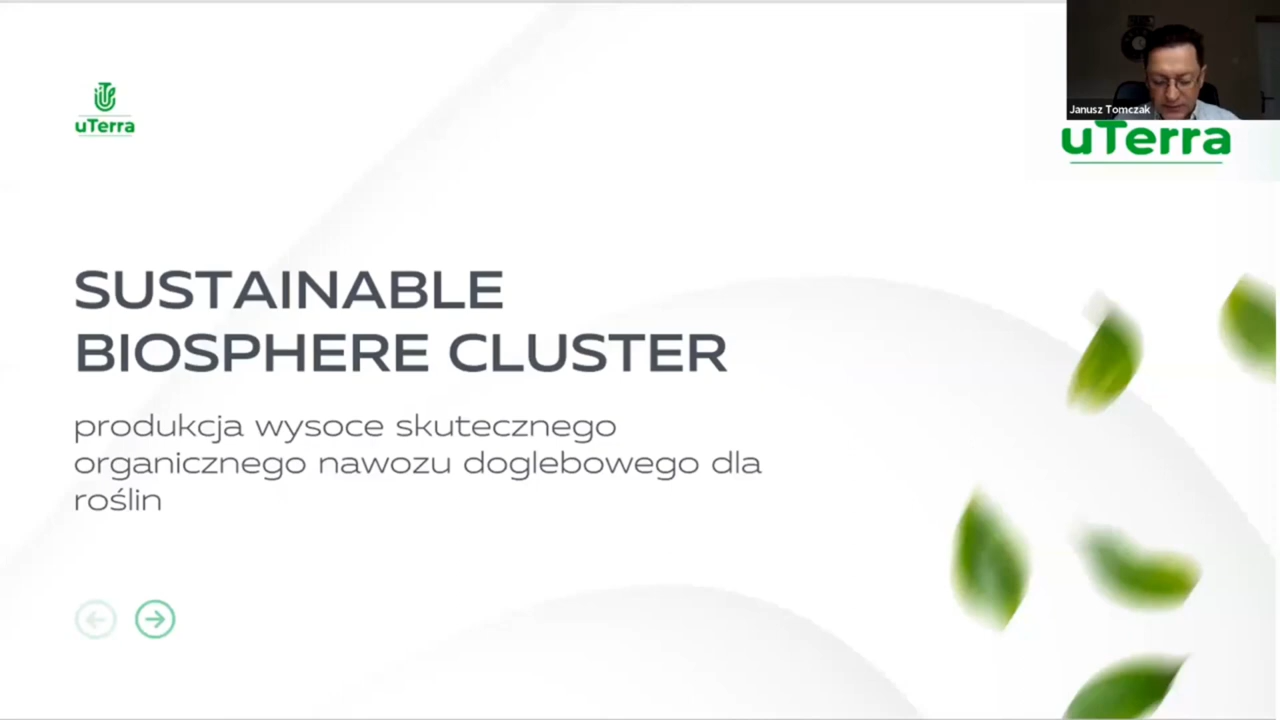 uTerra
Janusz Tomczak
uTerra
SUSTAINABLE
BIOSPHERE CLUSTER
produkcja wysoce skutecznego
organicznego nawozu doglebowego dla
roślin